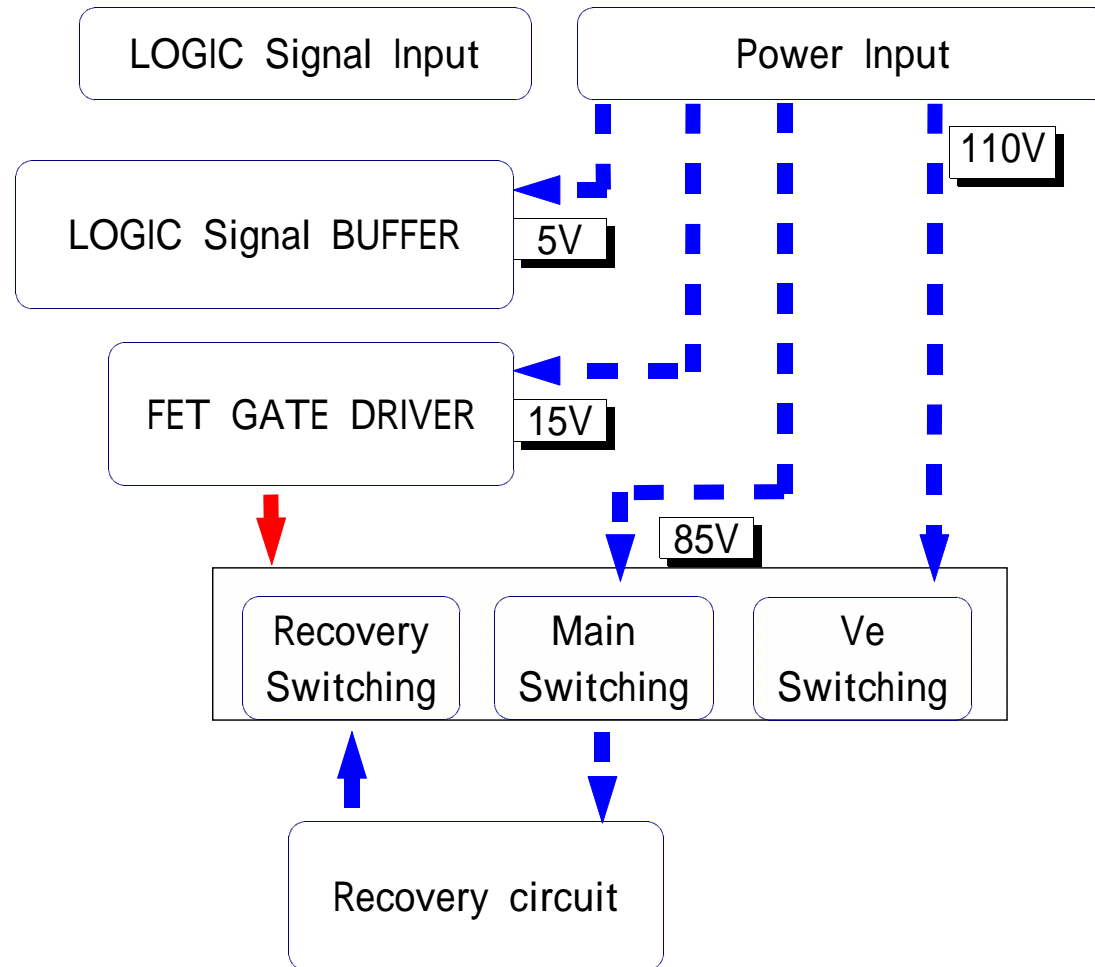 LOGIC Signal Input
Power Input
110V
LOGIC Signal BUFFER
5V
FET GATE DRIVER
15V
85V
Recovery
Switching
Main
Switching
Ve
Switching
Recovery circuit